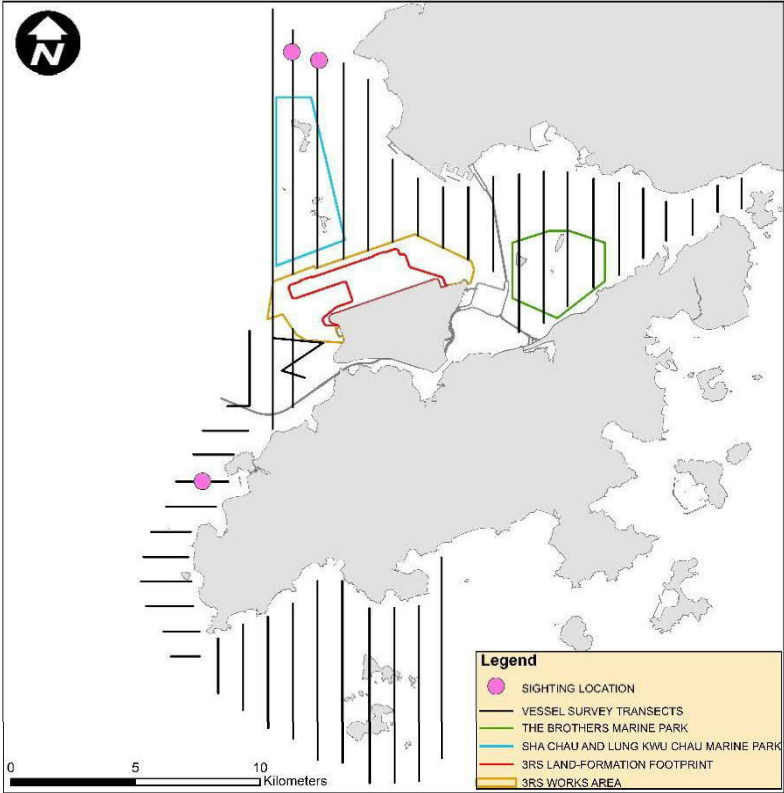 N
Legend
SIGHTING LOCATION
VESSEL SURVEY TRANSECTS
THE BROTHERS MARINE PARK
SHA CHAU AND LUNG KWU CHAU MARINE PARK
3RS LAND-FORMATION FOOTPRINT
3RS WORKS AREA
0 5 10
Kilometers